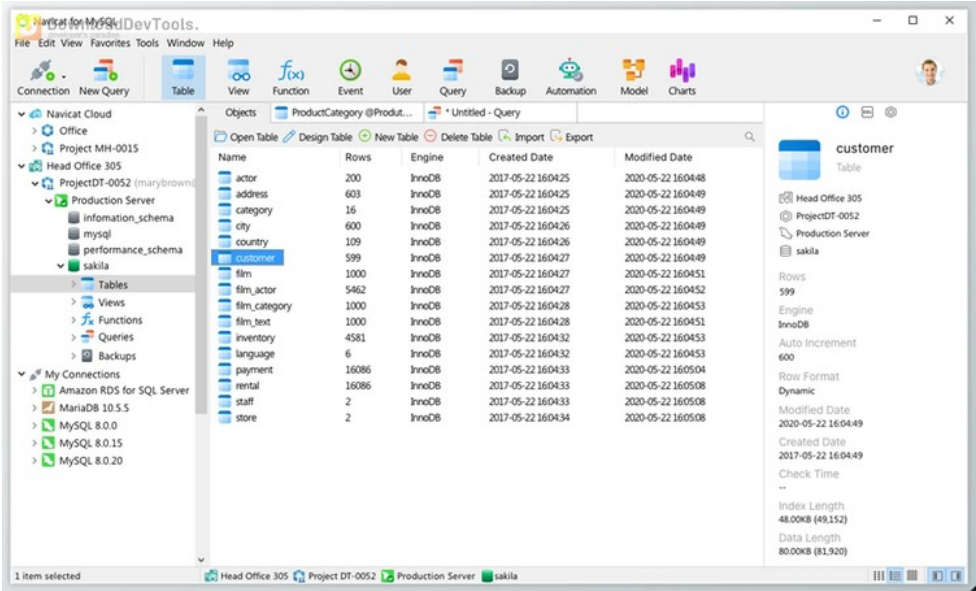 Navicat for MySQL
DownloadDevTools.
developer's paradise
File Edit View Favorites Tools Window Help
Connection New Query Table View Function Event User Query Backup Automation Model Charts
Navicat Cloud
Office
Project MH-0015
Head Office 305
ProjectDT-0052 (marybrown@
Production Server
infomation_schema
mysql
performance_schema
sakila
Tables
Views
Functions
Queries
Backups
My Connections
Amazon RDS for SQL Server
MariaDB 10.5.5
MySQL 8.0.0
MySQL 8.0.15
MySQL 8.0.20
Objects ProductCategory @Produt... * Untitled - Query
Open Table Design Table New Table Delete Table Import Export
Name Rows Engine Created Date Modified Date
actor 200 InnoDB 2017-05-22 16:04:25 2020-05-22 16:04:48
address 603 InnoDB 2017-05-22 16:04:25 2020-05-22 16:04:49
category 16 InnoDB 2017-05-22 16:04:25 2020-05-22 16:04:49
city 600 InnoDB 2017-05-22 16:04:26 2020-05-22 16:04:49
country 109 InnoDB 2017-05-22 16:04:26 2020-05-22 16:04:49
customer 599 InnoDB 2017-05-22 16:04:27 2020-05-22 16:04:49
film 1000 InnoDB 2017-05-22 16:04:27 2020-05-22 16:04:51
film_actor 5462 InnoDB 2017-05-22 16:04:27 2020-05-22 16:04:52
film_category 1000 InnoDB 2017-05-22 16:04:28 2020-05-22 16:04:53
film_text 1000 InnoDB 2017-05-22 16:04:28 2020-05-22 16:04:51
inventory 4581 InnoDB 2017-05-22 16:04:32 2020-05-22 16:04:53
language 6 InnoDB 2017-05-22 16:04:32 2020-05-22 16:04:53
payment 16086 InnoDB 2017-05-22 16:04:33 2020-05-22 16:05:04
rental 16086 InnoDB 2017-05-22 16:04:33 2020-05-22 16:05:08
staff 2 InnoDB 2017-05-22 16:04:33 2020-05-22 16:05:08
store 2 InnoDB 2017-05-22 16:04:34 2020-05-22 16:05:08
customer
Table
Head Office 305
ProjectDT-0052
Production Server
sakila
Rows
599
Engine
InnoDB
Auto Increment
600
Row Format
Dynamic
Modified Date
2020-05-22 16:04:49
Created Date
2017-05-22 16:04:49
Check Time
--
Index Length
48.00KB (49,152)
Data Length
80.00KB (81,920)
1 item selected Head Office 305 Project DT-0052 Production Server sakila